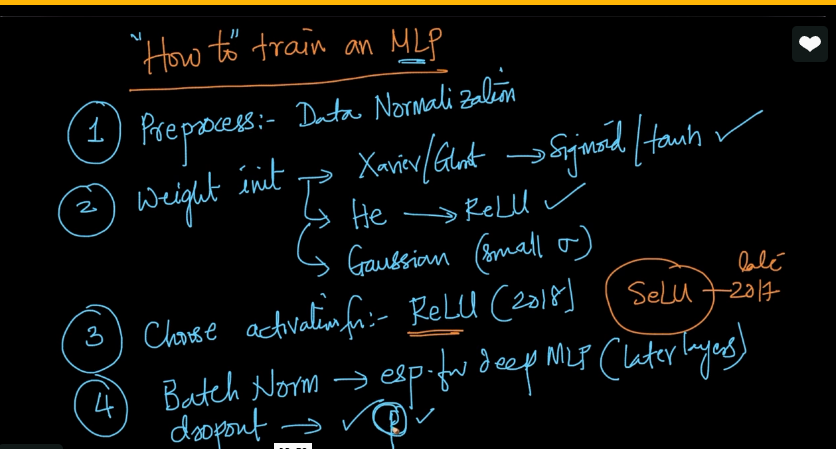 "How to" train an MLP
1 Preprocess:- Data Normalization
2 Weight init → Xavier/Glorot → Sigmoid/tanh ✓
↳ He → ReLU ✓
↳ Gaussian (small σ)
3 Choose activation fn:- ReLU (2018] SeLU — late 2017
4 Batch Norm → esp. for deep MLP (later layers)
dropout → ✓ p ✓